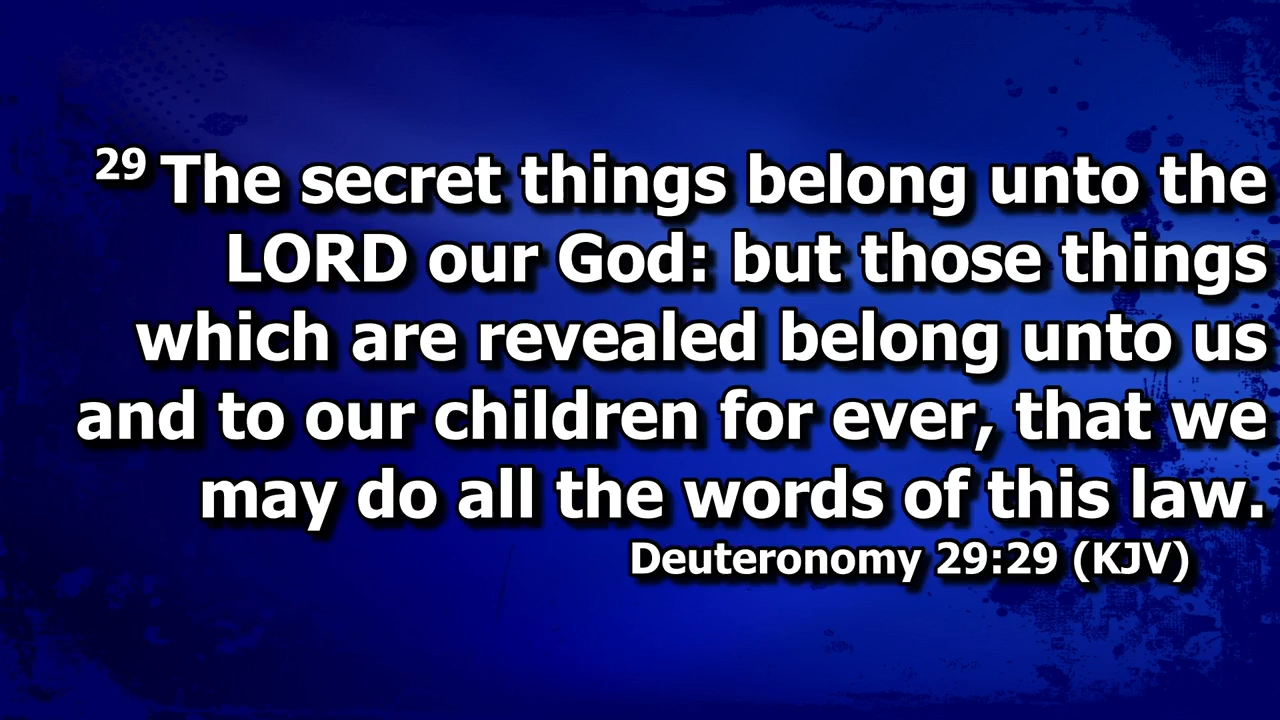 29 The secret things belong unto the
LORD our God: but those things
which are revealed belong unto us
and to our children for ever, that we
may do all the words of this law.
Deuteronomy 29:29 (KJV)